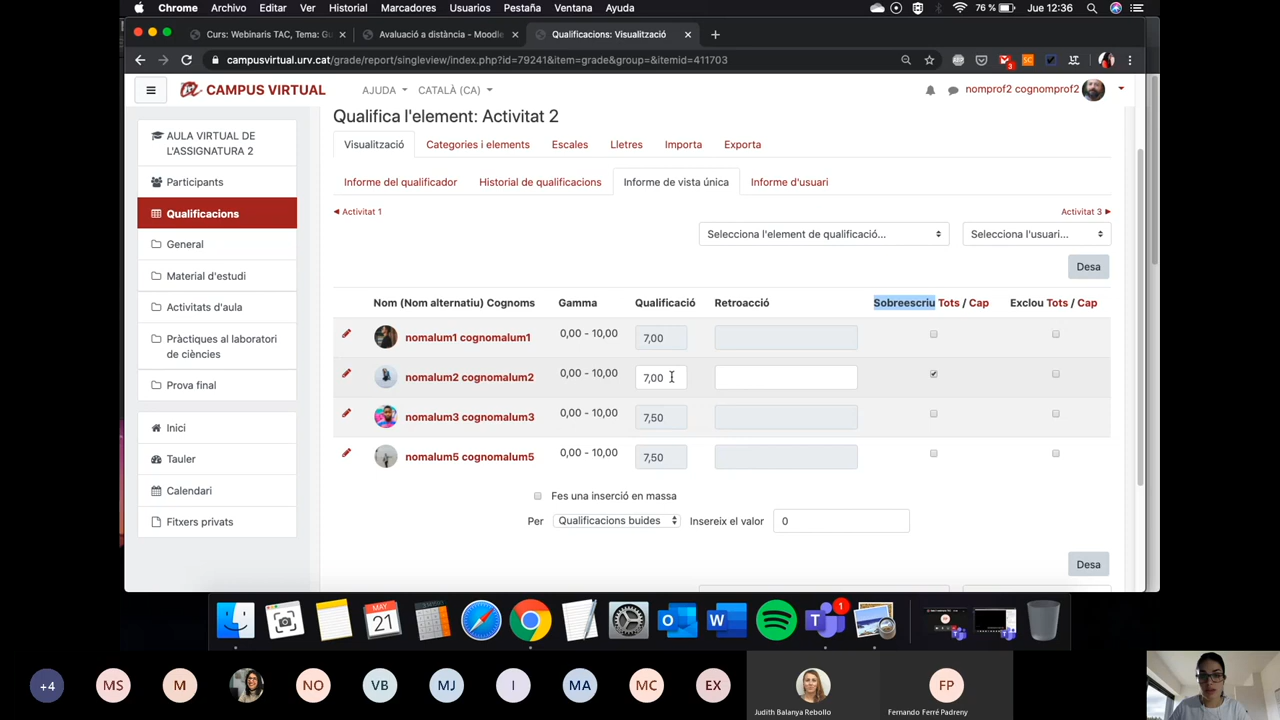 Chrome Archivo Editar Ver Historial Marcadores Usuarios Pestaña Ventana Ayuda 76 % Jue 12:36
Curs: Webinaris TAC, Tema: Gu × Avaluació a distància - Moodle × Qualificacions: Visualització × +
campusvirtual.urv.cat/grade/report/singleview/index.php?id=79241&item=grade&group=&itemid=411703
CAMPUS VIRTUAL AJUDA CATALÀ (CA) nomprof2 cognomprof2
AULA VIRTUAL DE
L'ASSIGNATURA 2
Participants
Qualificacions
General
Material d'estudi
Activitats d'aula
Pràctiques al laboratori
de ciències
Prova final
Inici
Tauler
Calendari
Fitxers privats
Qualifica l'element: Activitat 2
Visualització Categories i elements Escales Lletres Importa Exporta
Informe del qualificador Historial de qualificacions Informe de vista única Informe d'usuari
◀ Activitat 1 Activitat 3 ▶
Selecciona l'element de qualificació... Selecciona l'usuari...
Desa
Nom (Nom alternatiu) Cognoms Gamma Qualificació Retroacció Sobreescriu Tots / Cap Exclou Tots / Cap
nomalum1 cognomalum1 0,00 - 10,00 7,00
nomalum2 cognomalum2 0,00 - 10,00 7,00
nomalum3 cognomalum3 0,00 - 10,00 7,50
nomalum5 cognomalum5 0,00 - 10,00 7,50
Fes una inserció en massa
Per Qualificacions buides Insereix el valor 0
Desa
MAY
21
1
+4 MS M NO VB MJ I MA MC EX FP
Judith Balanya Rebollo Fernando Ferré Padreny